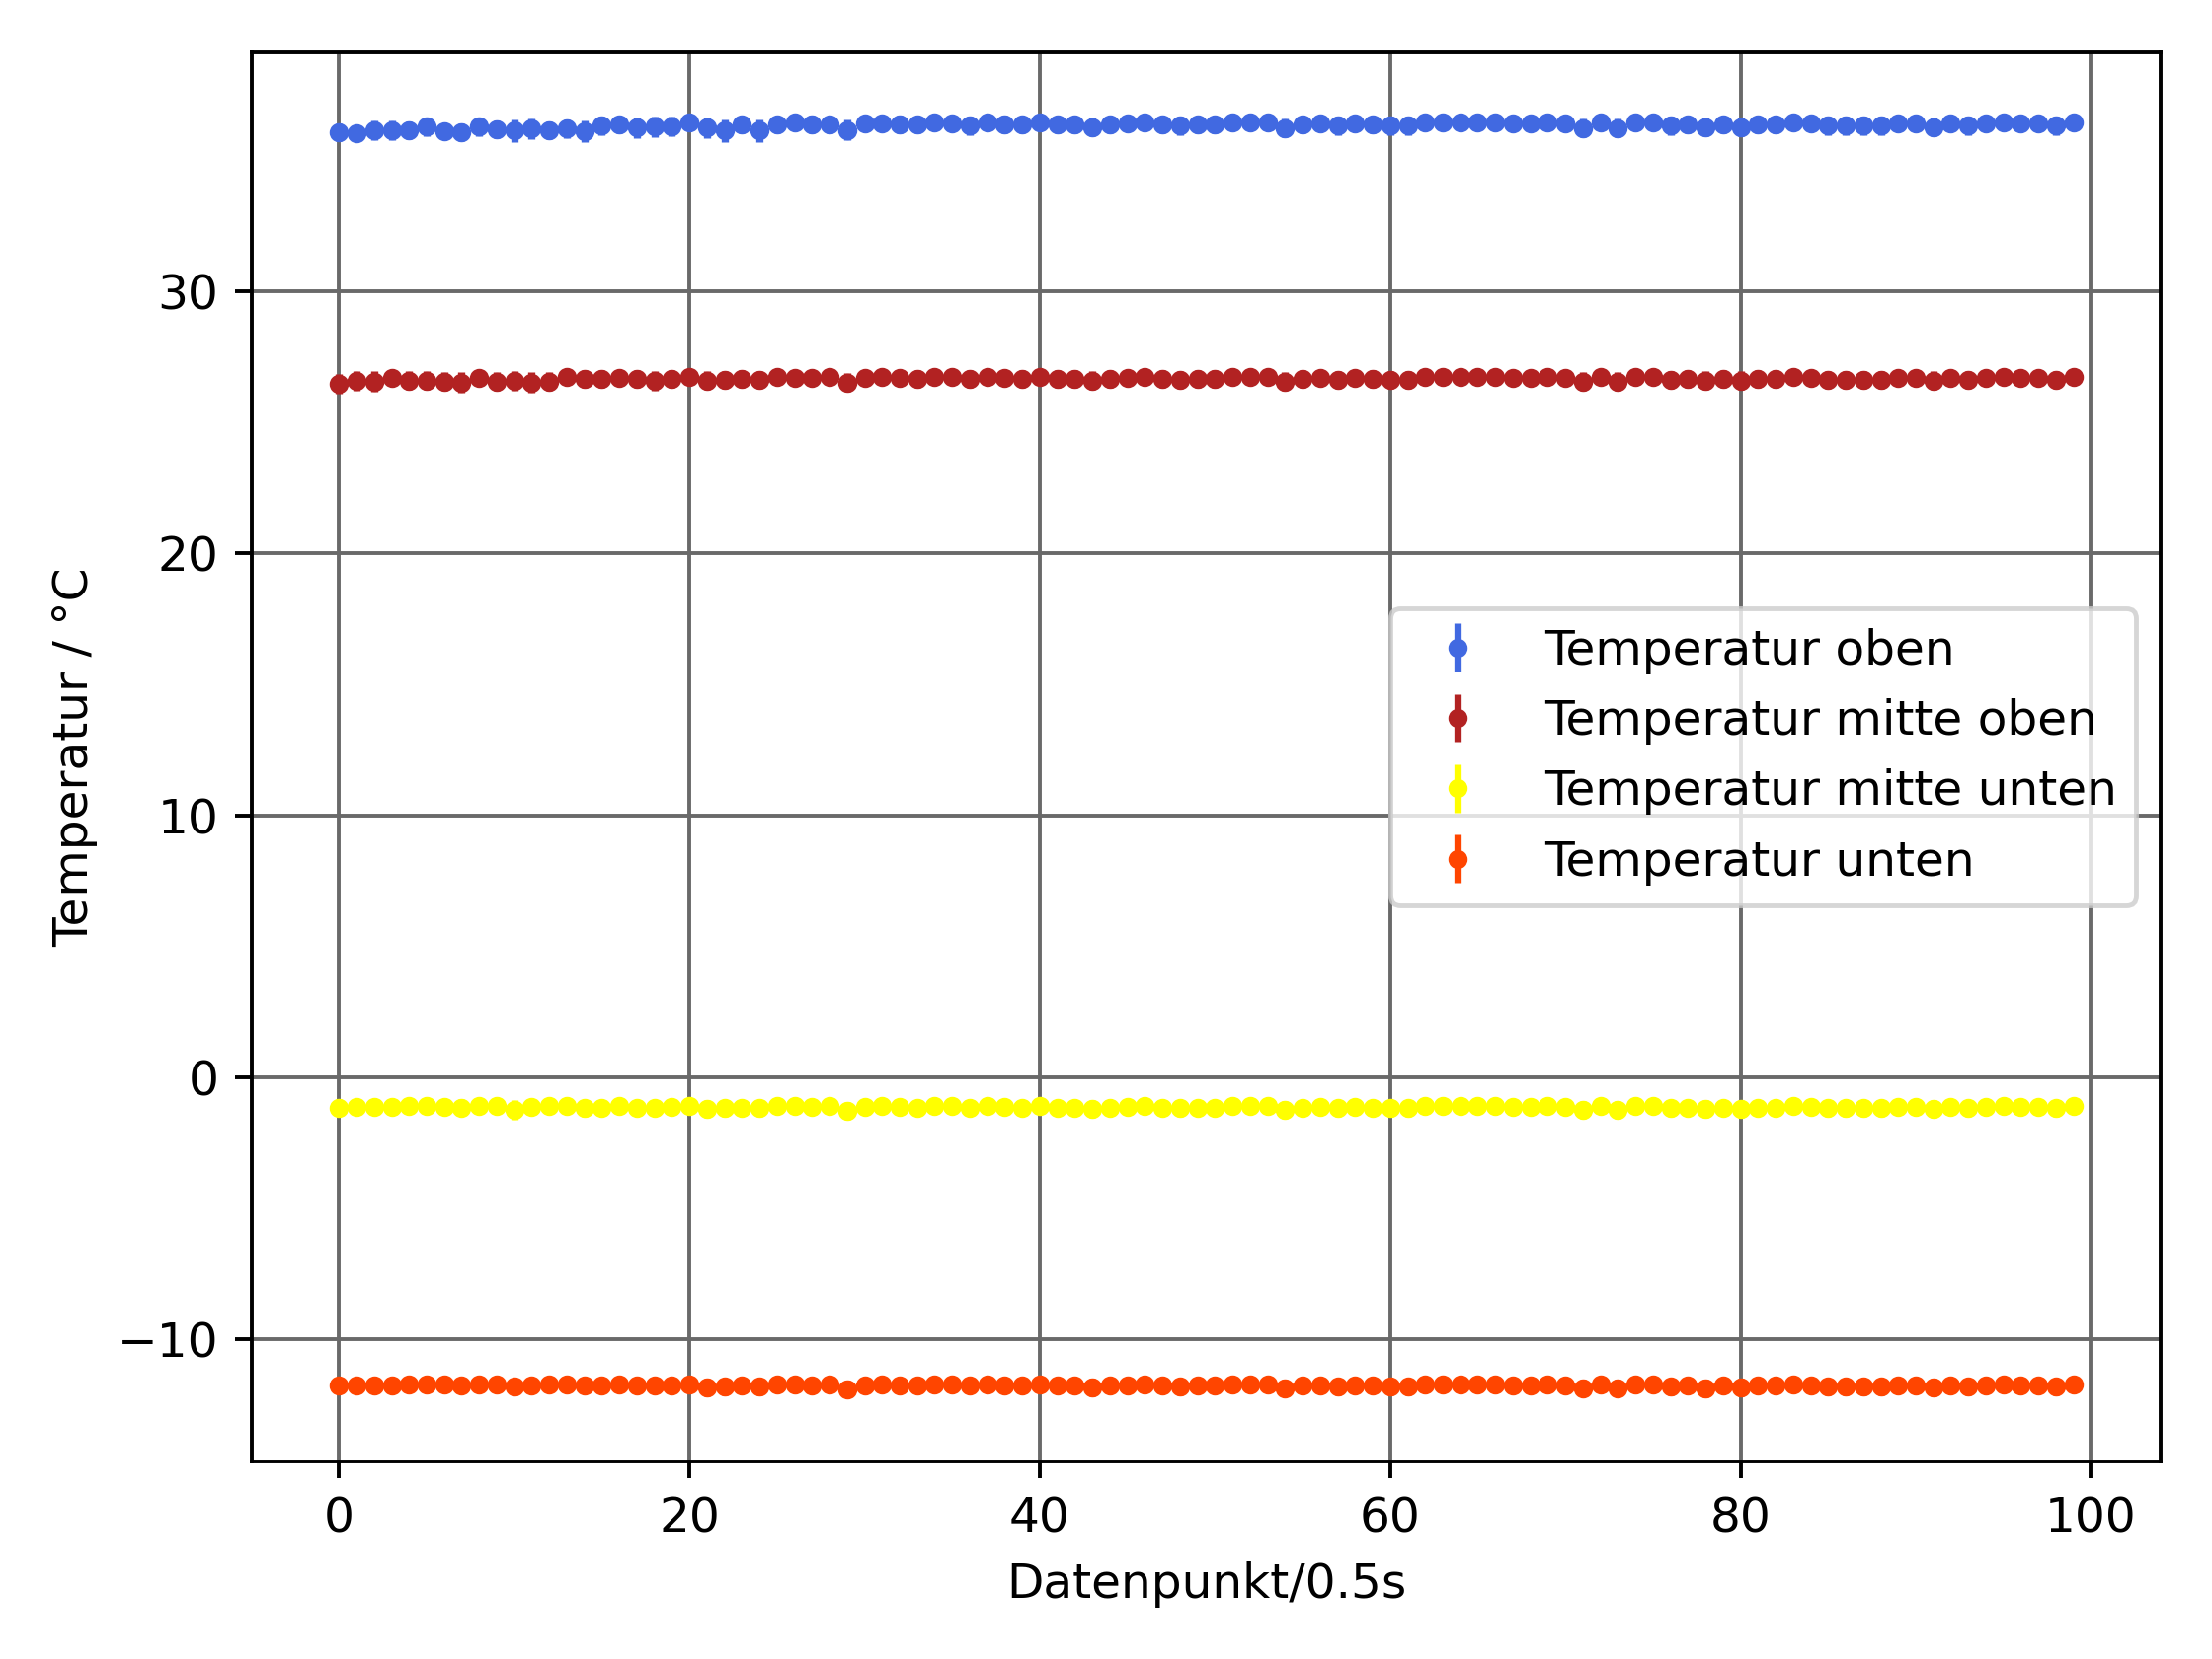 30
20
10
0
−10
Temperatur / °C
Temperatur oben
Temperatur mitte oben
Temperatur mitte unten
Temperatur unten
0 20 40 60 80 100
Datenpunkt/0.5s